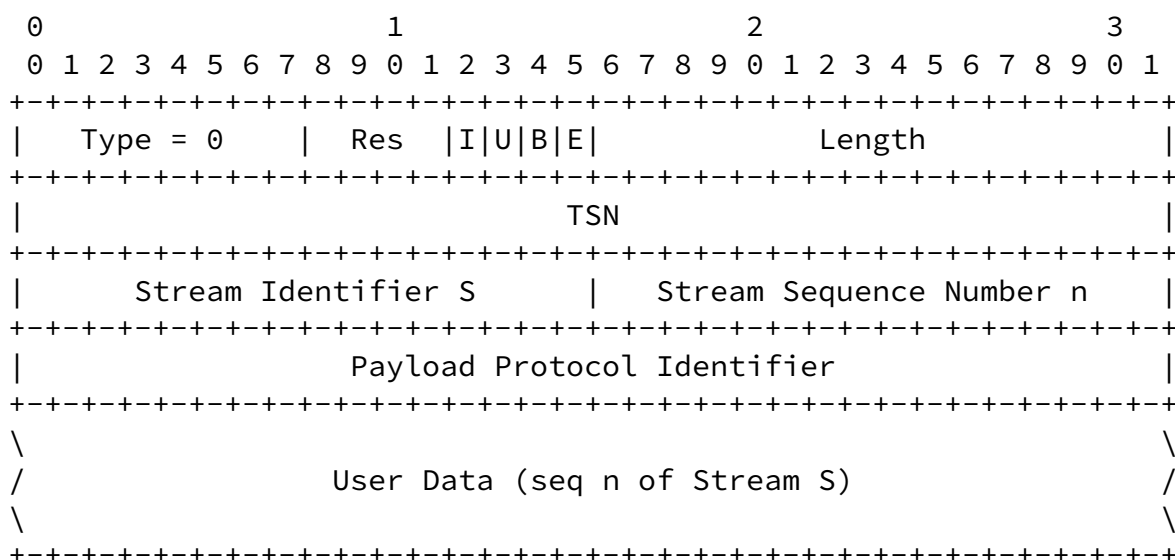 0                   1                   2                   3
 0 1 2 3 4 5 6 7 8 9 0 1 2 3 4 5 6 7 8 9 0 1 2 3 4 5 6 7 8 9 0 1
+-+-+-+-+-+-+-+-+-+-+-+-+-+-+-+-+-+-+-+-+-+-+-+-+-+-+-+-+-+-+-+-+
|   Type = 0    |  Res  |I|U|B|E|            Length             |
+-+-+-+-+-+-+-+-+-+-+-+-+-+-+-+-+-+-+-+-+-+-+-+-+-+-+-+-+-+-+-+-+
|                              TSN                              |
+-+-+-+-+-+-+-+-+-+-+-+-+-+-+-+-+-+-+-+-+-+-+-+-+-+-+-+-+-+-+-+-+
|      Stream Identifier S      |   Stream Sequence Number n    |
+-+-+-+-+-+-+-+-+-+-+-+-+-+-+-+-+-+-+-+-+-+-+-+-+-+-+-+-+-+-+-+-+
|                  Payload Protocol Identifier                  |
+-+-+-+-+-+-+-+-+-+-+-+-+-+-+-+-+-+-+-+-+-+-+-+-+-+-+-+-+-+-+-+-+
\                                                               \
/                 User Data (seq n of Stream S)                 /
\                                                               \
+-+-+-+-+-+-+-+-+-+-+-+-+-+-+-+-+-+-+-+-+-+-+-+-+-+-+-+-+-+-+-+-+